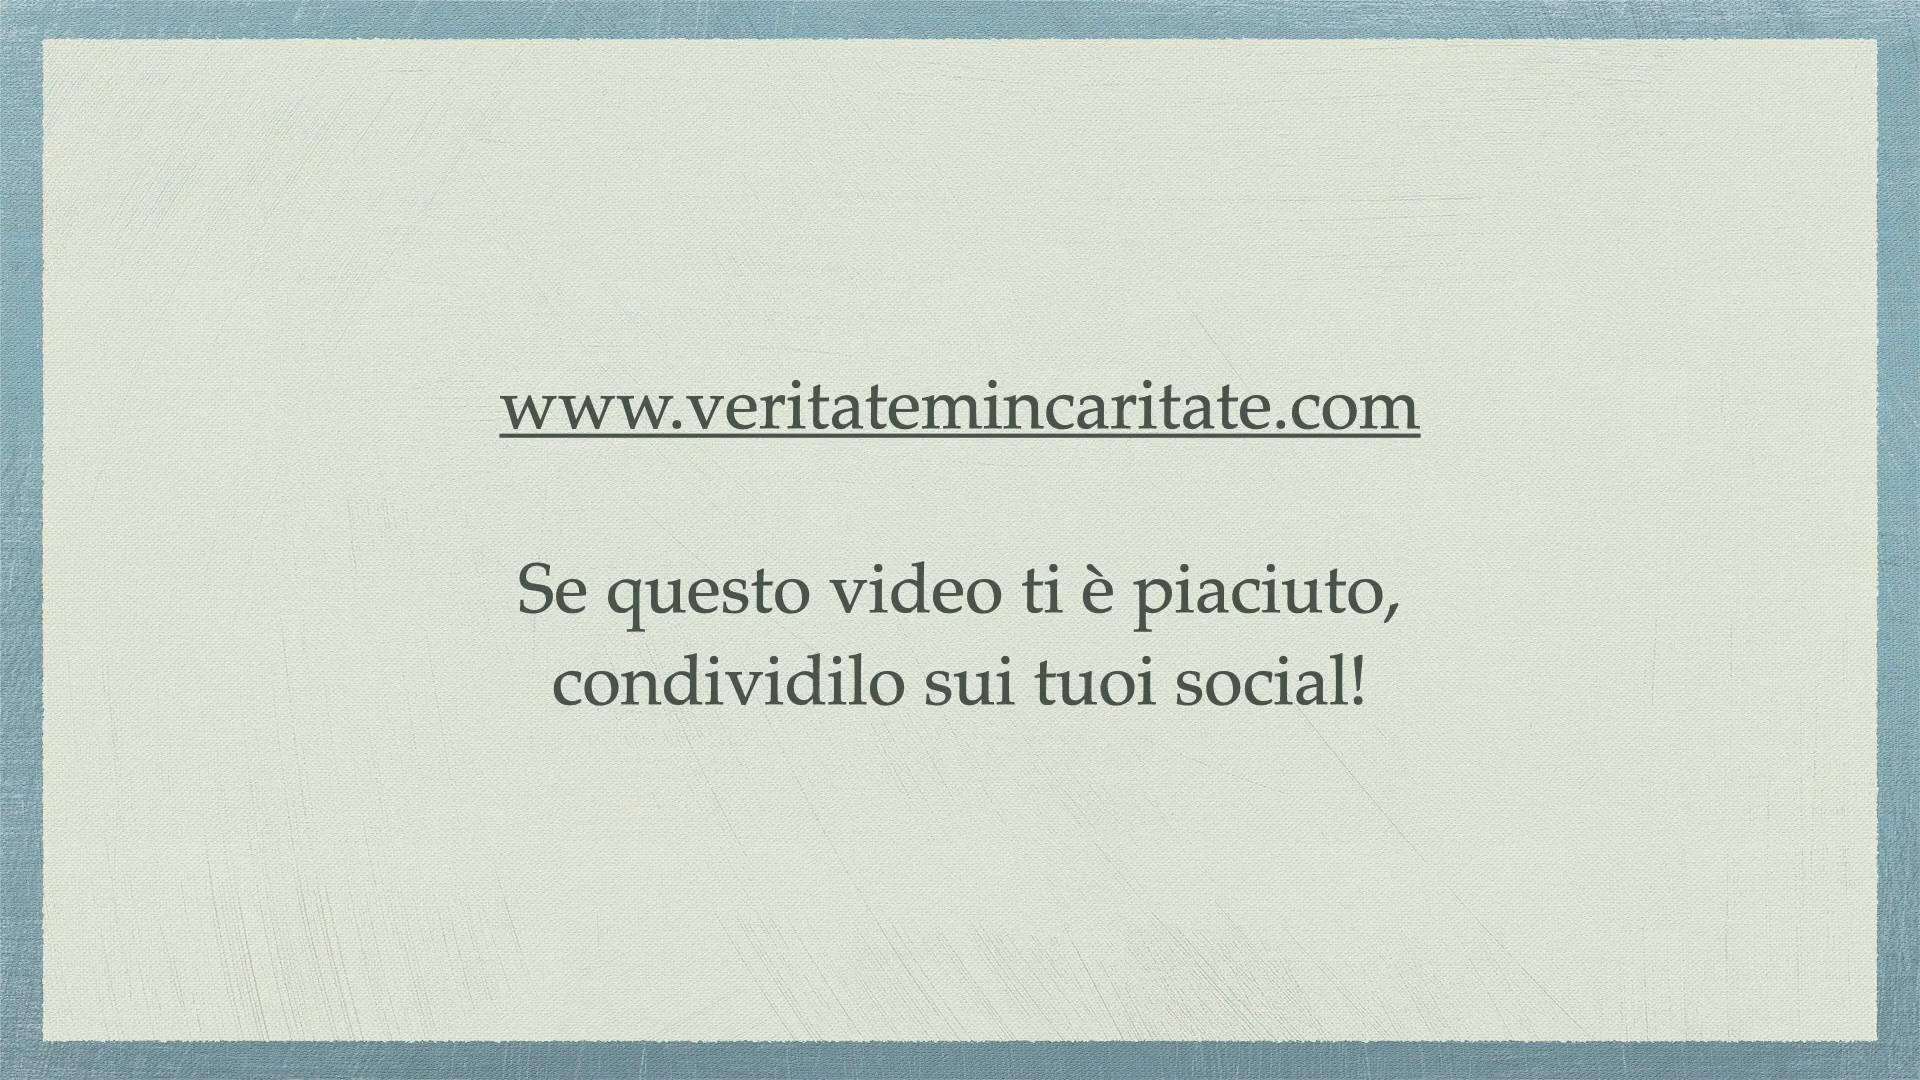 www.veritatemincaritate.com
Se questo video ti è piaciuto,
condividilo sui tuoi social!